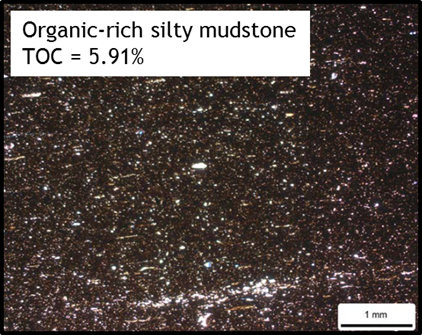 Organic-rich silty mudstone
TOC = 5.91%
1 mm